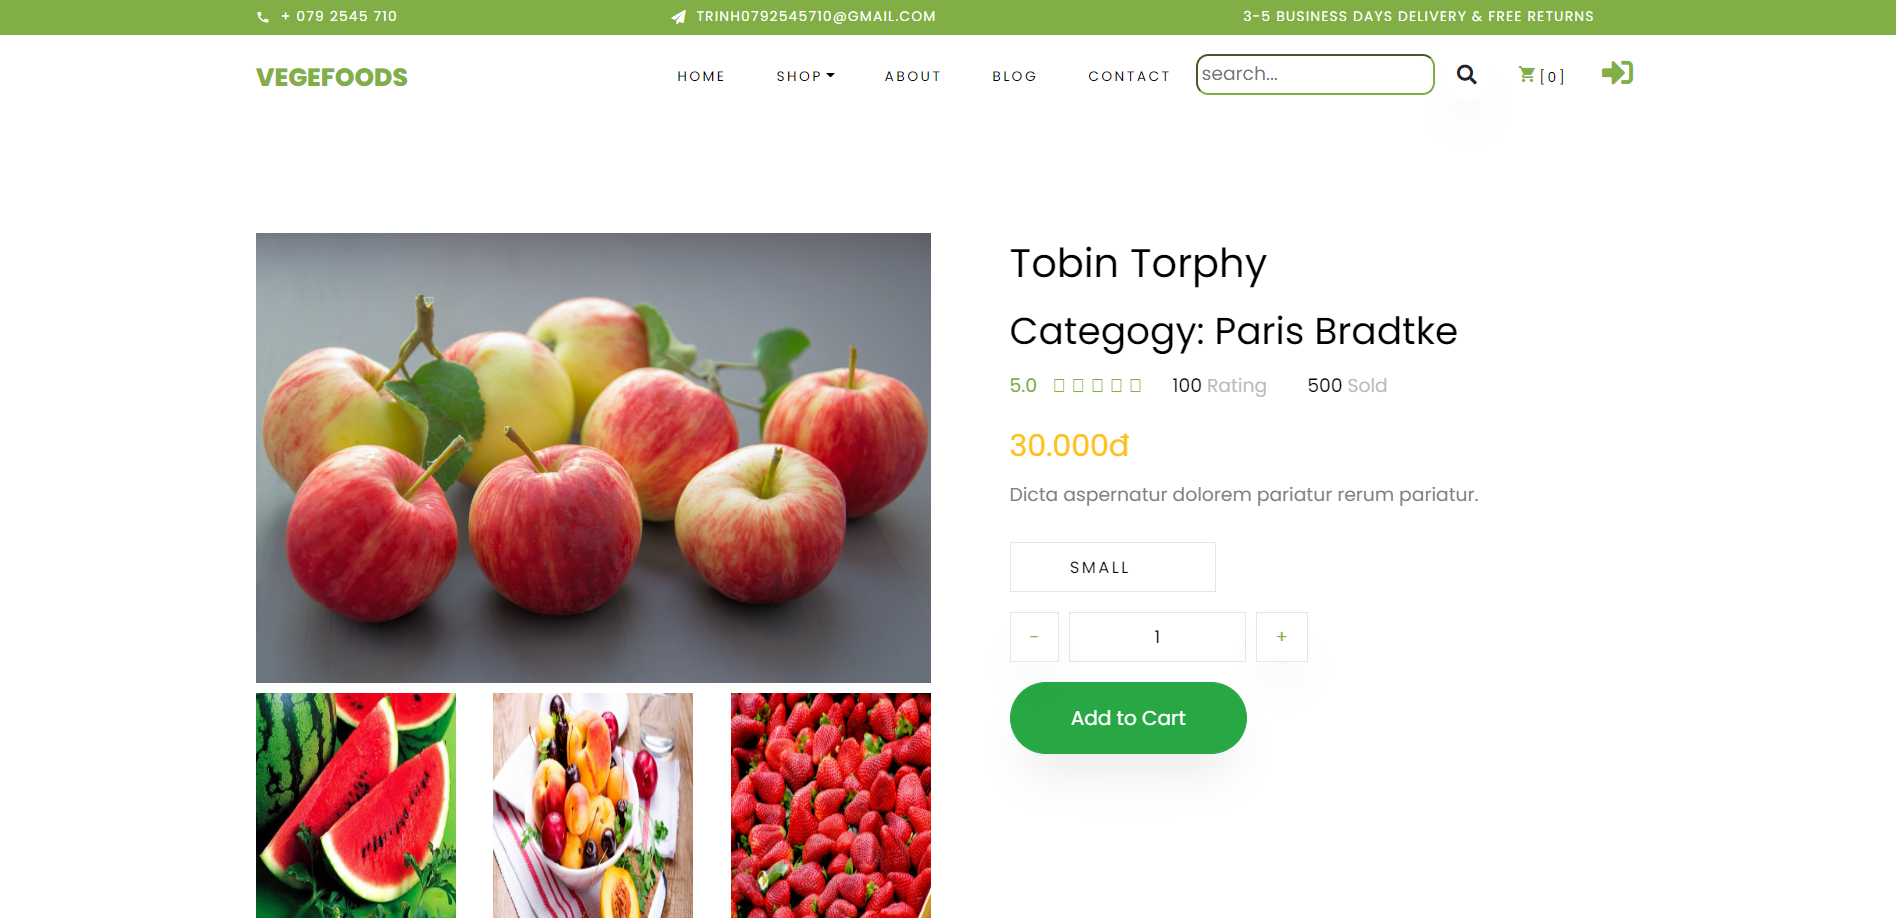 + 079 2545 710
TRINH0792545710@GMAIL.COM
3-5 BUSINESS DAYS DELIVERY & FREE RETURNS
VEGEFOODS
HOME
SHOP
ABOUT
BLOG
CONTACT
search...
[0]
Tobin Torphy
Categogy: Paris Bradtke
5.0
100 Rating
500 Sold
30.000đ
Dicta aspernatur dolorem pariatur rerum pariatur.
SMALL
-
1
+
Add to Cart